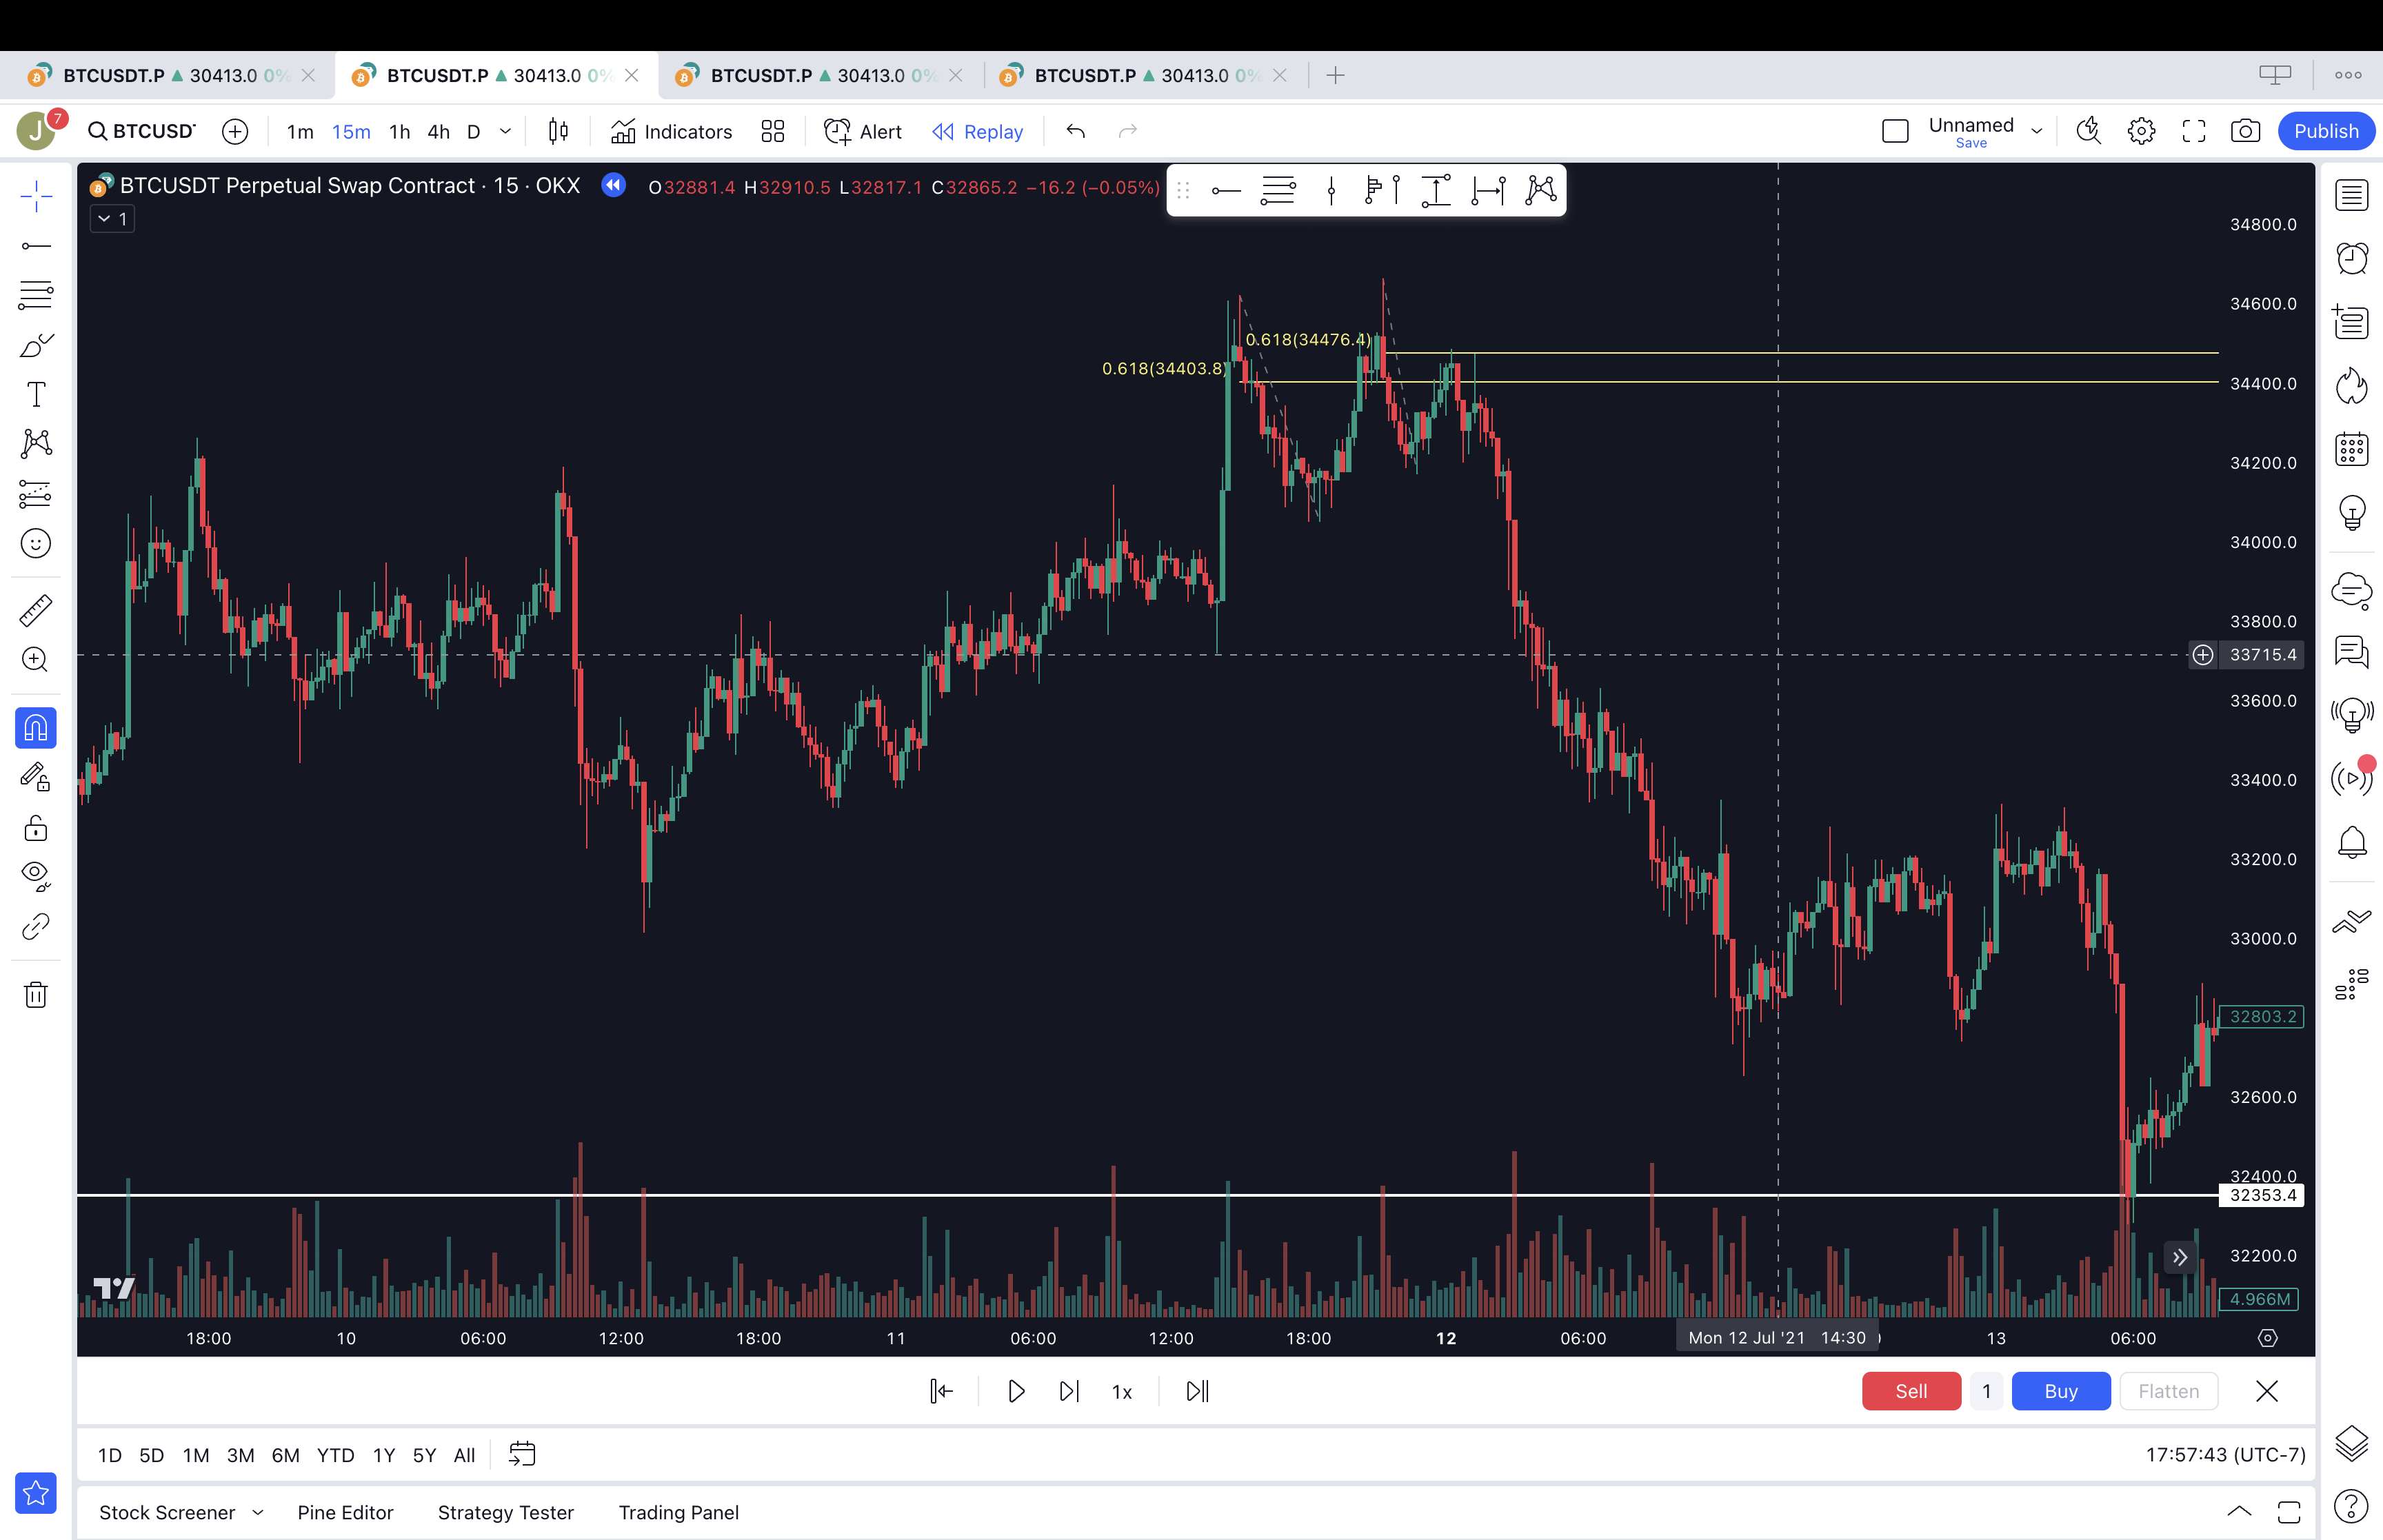 BTCUSDT.P 30413.0 0% BTCUSDT.P 30413.0 0% BTCUSDT.P 30413.0 0% BTCUSDT.P 30413.0 0%
J 7 BTCUSDT 1m 15m 1h 4h D Indicators Alert Replay Unnamed Publish
Save
BTCUSDT Perpetual Swap Contract · 15 · OKX O32881.4 H32910.5 L32817.1 C32865.2 −16.2 (−0.05%)
1
34800.0
34600.0
0.618(34476.4)
0.618(34403.8)
34400.0
34200.0
34000.0
33800.0
33715.4
33600.0
33400.0
33200.0
33000.0
32803.2
32600.0
32400.0
32353.4
32200.0
4.966M
18:00 10 06:00 12:00 18:00 11 06:00 12:00 18:00 12 06:00 Mon 12 Jul '21 14:30 13 06:00
1x Sell 1 Buy Flatten
1D 5D 1M 3M 6M YTD 1Y 5Y All 17:57:43 (UTC-7)
Stock Screener Pine Editor Strategy Tester Trading Panel